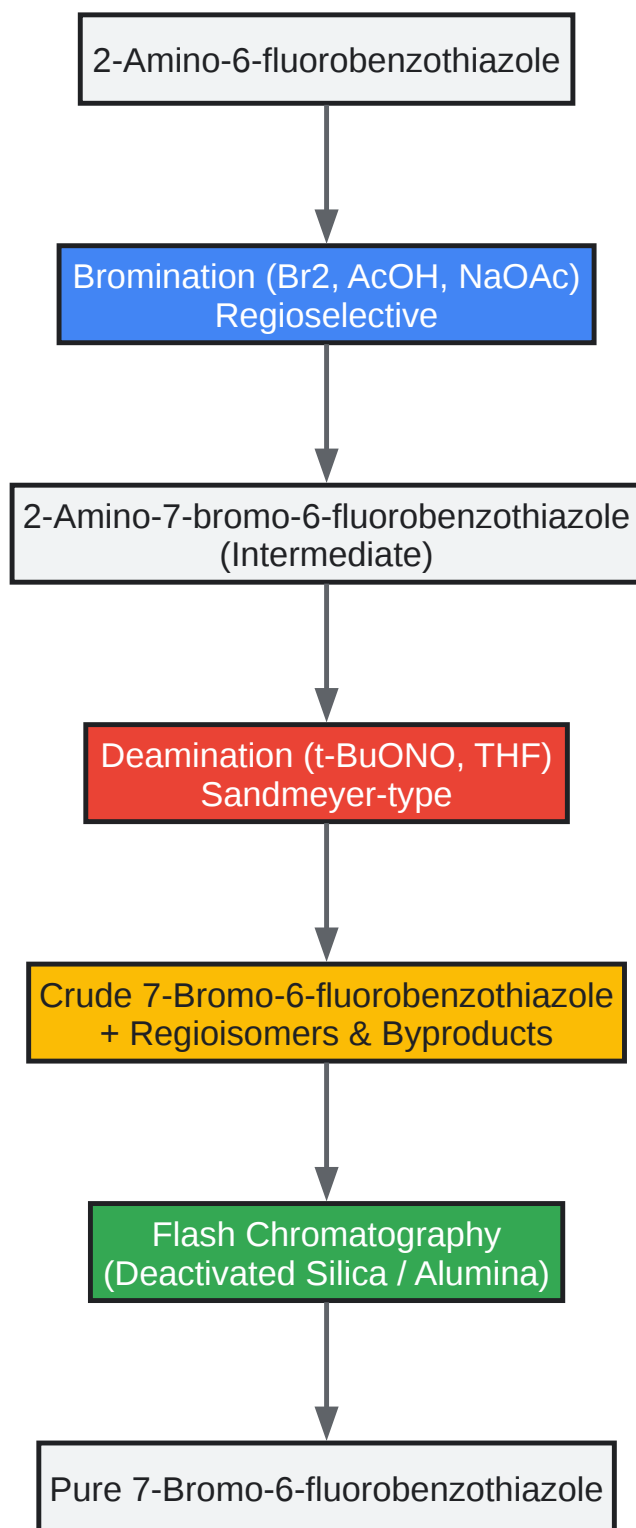 2-Amino-6-fluorobenzothiazole
Bromination (Br2, AcOH, NaOAc)
Regioselective
2-Amino-7-bromo-6-fluorobenzothiazole
(Intermediate)
Deamination (t-BuONO, THF)
Sandmeyer-type
Crude 7-Bromo-6-fluorobenzothiazole
+ Regioisomers & Byproducts
Flash Chromatography
(Deactivated Silica / Alumina)
Pure 7-Bromo-6-fluorobenzothiazole